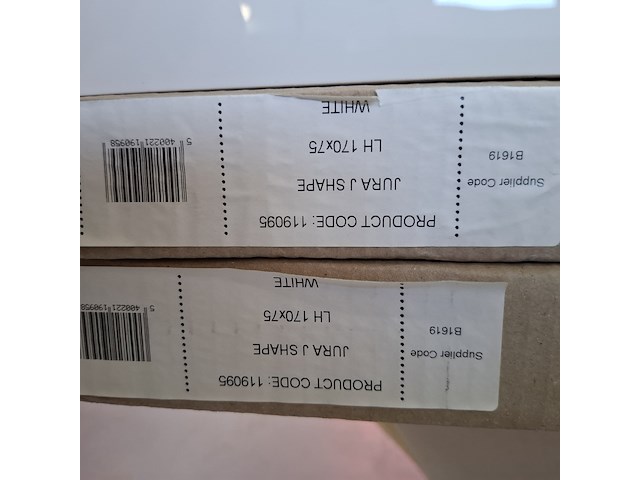 Supplier Code
B1619
PRODUCT CODE: 119095
JURA J SHAPE
LH 170x75
WHITE
5 400221 190958
Supplier Code
B1619
PRODUCT CODE: 119095
JURA J SHAPE
LH 170x75
WHITE
5 400221 190958